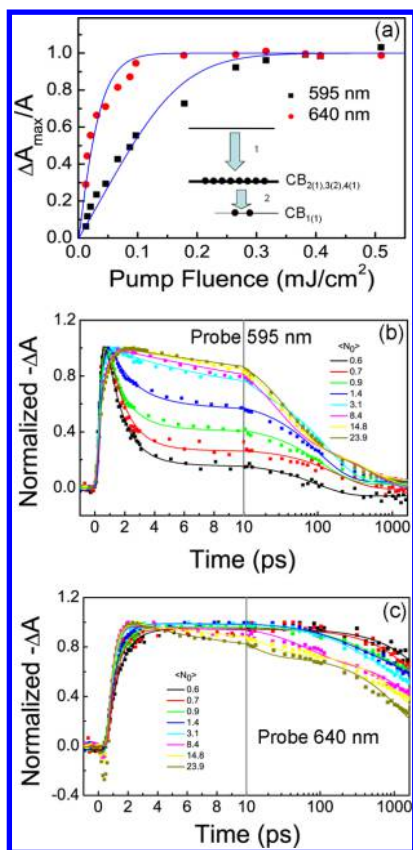 (a)
ΔA_max/A
1.0
0.8
0.6
0.4
0.2
0.0
595 nm
640 nm
1
CB_2(1),3(2),4(1)
2
CB_1(1)
0.0 0.1 0.2 0.3 0.4 0.5
Pump Fluence (mJ/cm²)
(b)
Normalized -ΔA
1.2
0.8
0.4
0.0
Probe 595 nm
<N₀>
0.6
0.7
0.9
1.4
3.1
8.4
14.8
23.9
0 2 4 6 8 10 100 1000
Time (ps)
(c)
Normalized -ΔA
1.2
0.8
0.4
0.0
-0.4
<N₀>
0.6
0.7
0.9
1.4
3.1
8.4
14.8
23.9
Probe 640 nm
0 2 4 6 8 10 100 1000
Time (ps)